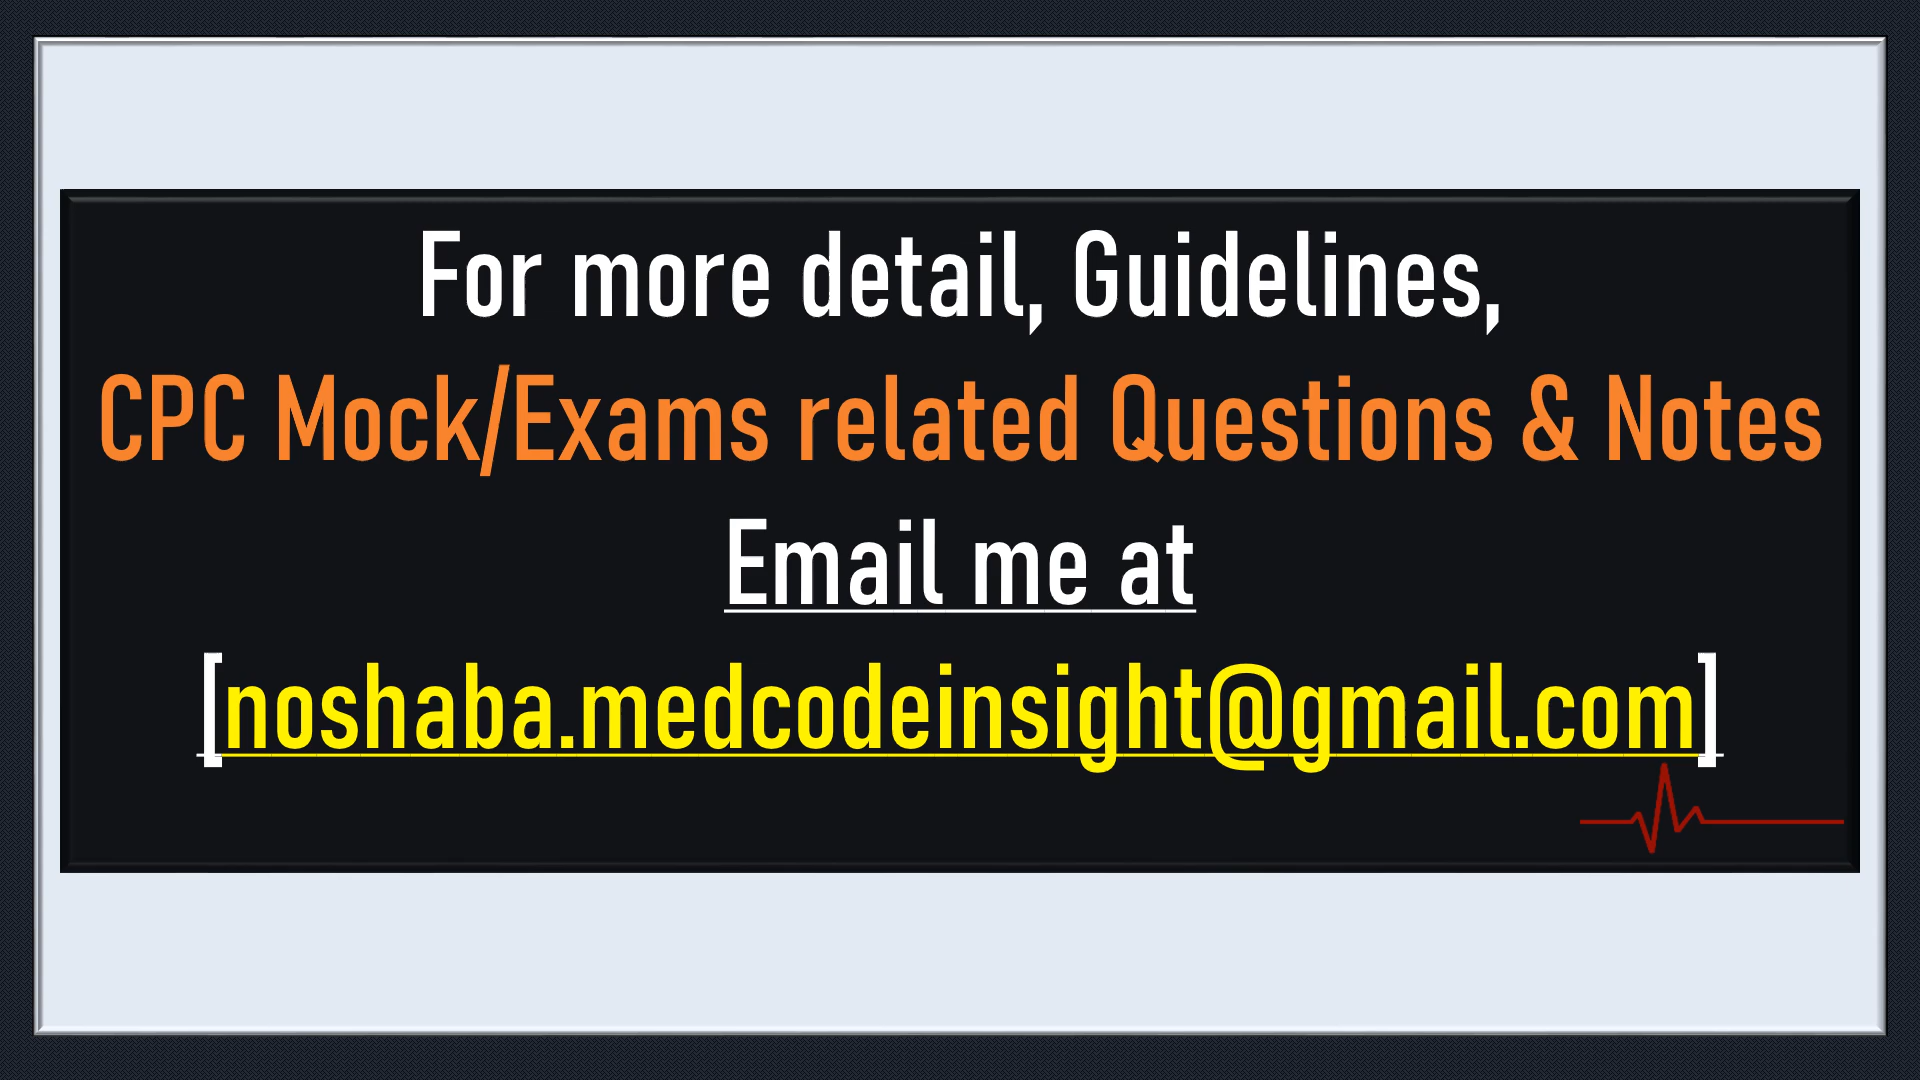 For more detail, Guidelines,
CPC Mock/Exams related Questions & Notes
Email me at
[noshaba.medcodeinsight@gmail.com]